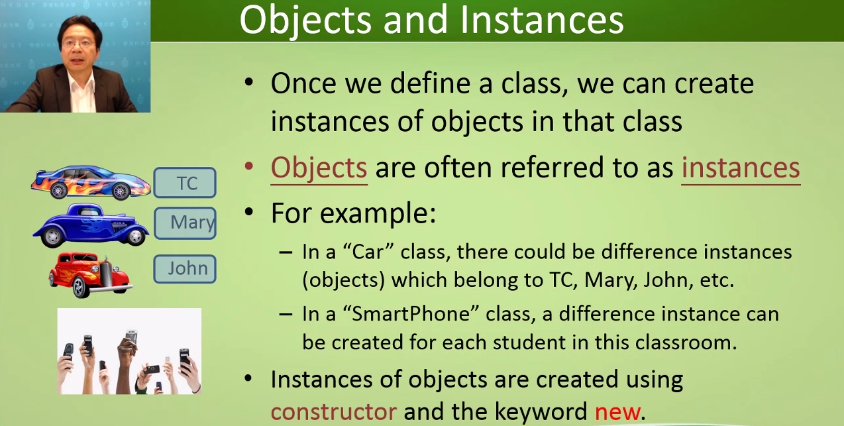 Objects and Instances
• Once we define a class, we can create
instances of objects in that class
• Objects are often referred to as instances
• For example:
– In a “Car” class, there could be difference instances
(objects) which belong to TC, Mary, John, etc.
– In a “SmartPhone” class, a difference instance can
be created for each student in this classroom.
• Instances of objects are created using
constructor and the keyword new.
TC
Mary
John